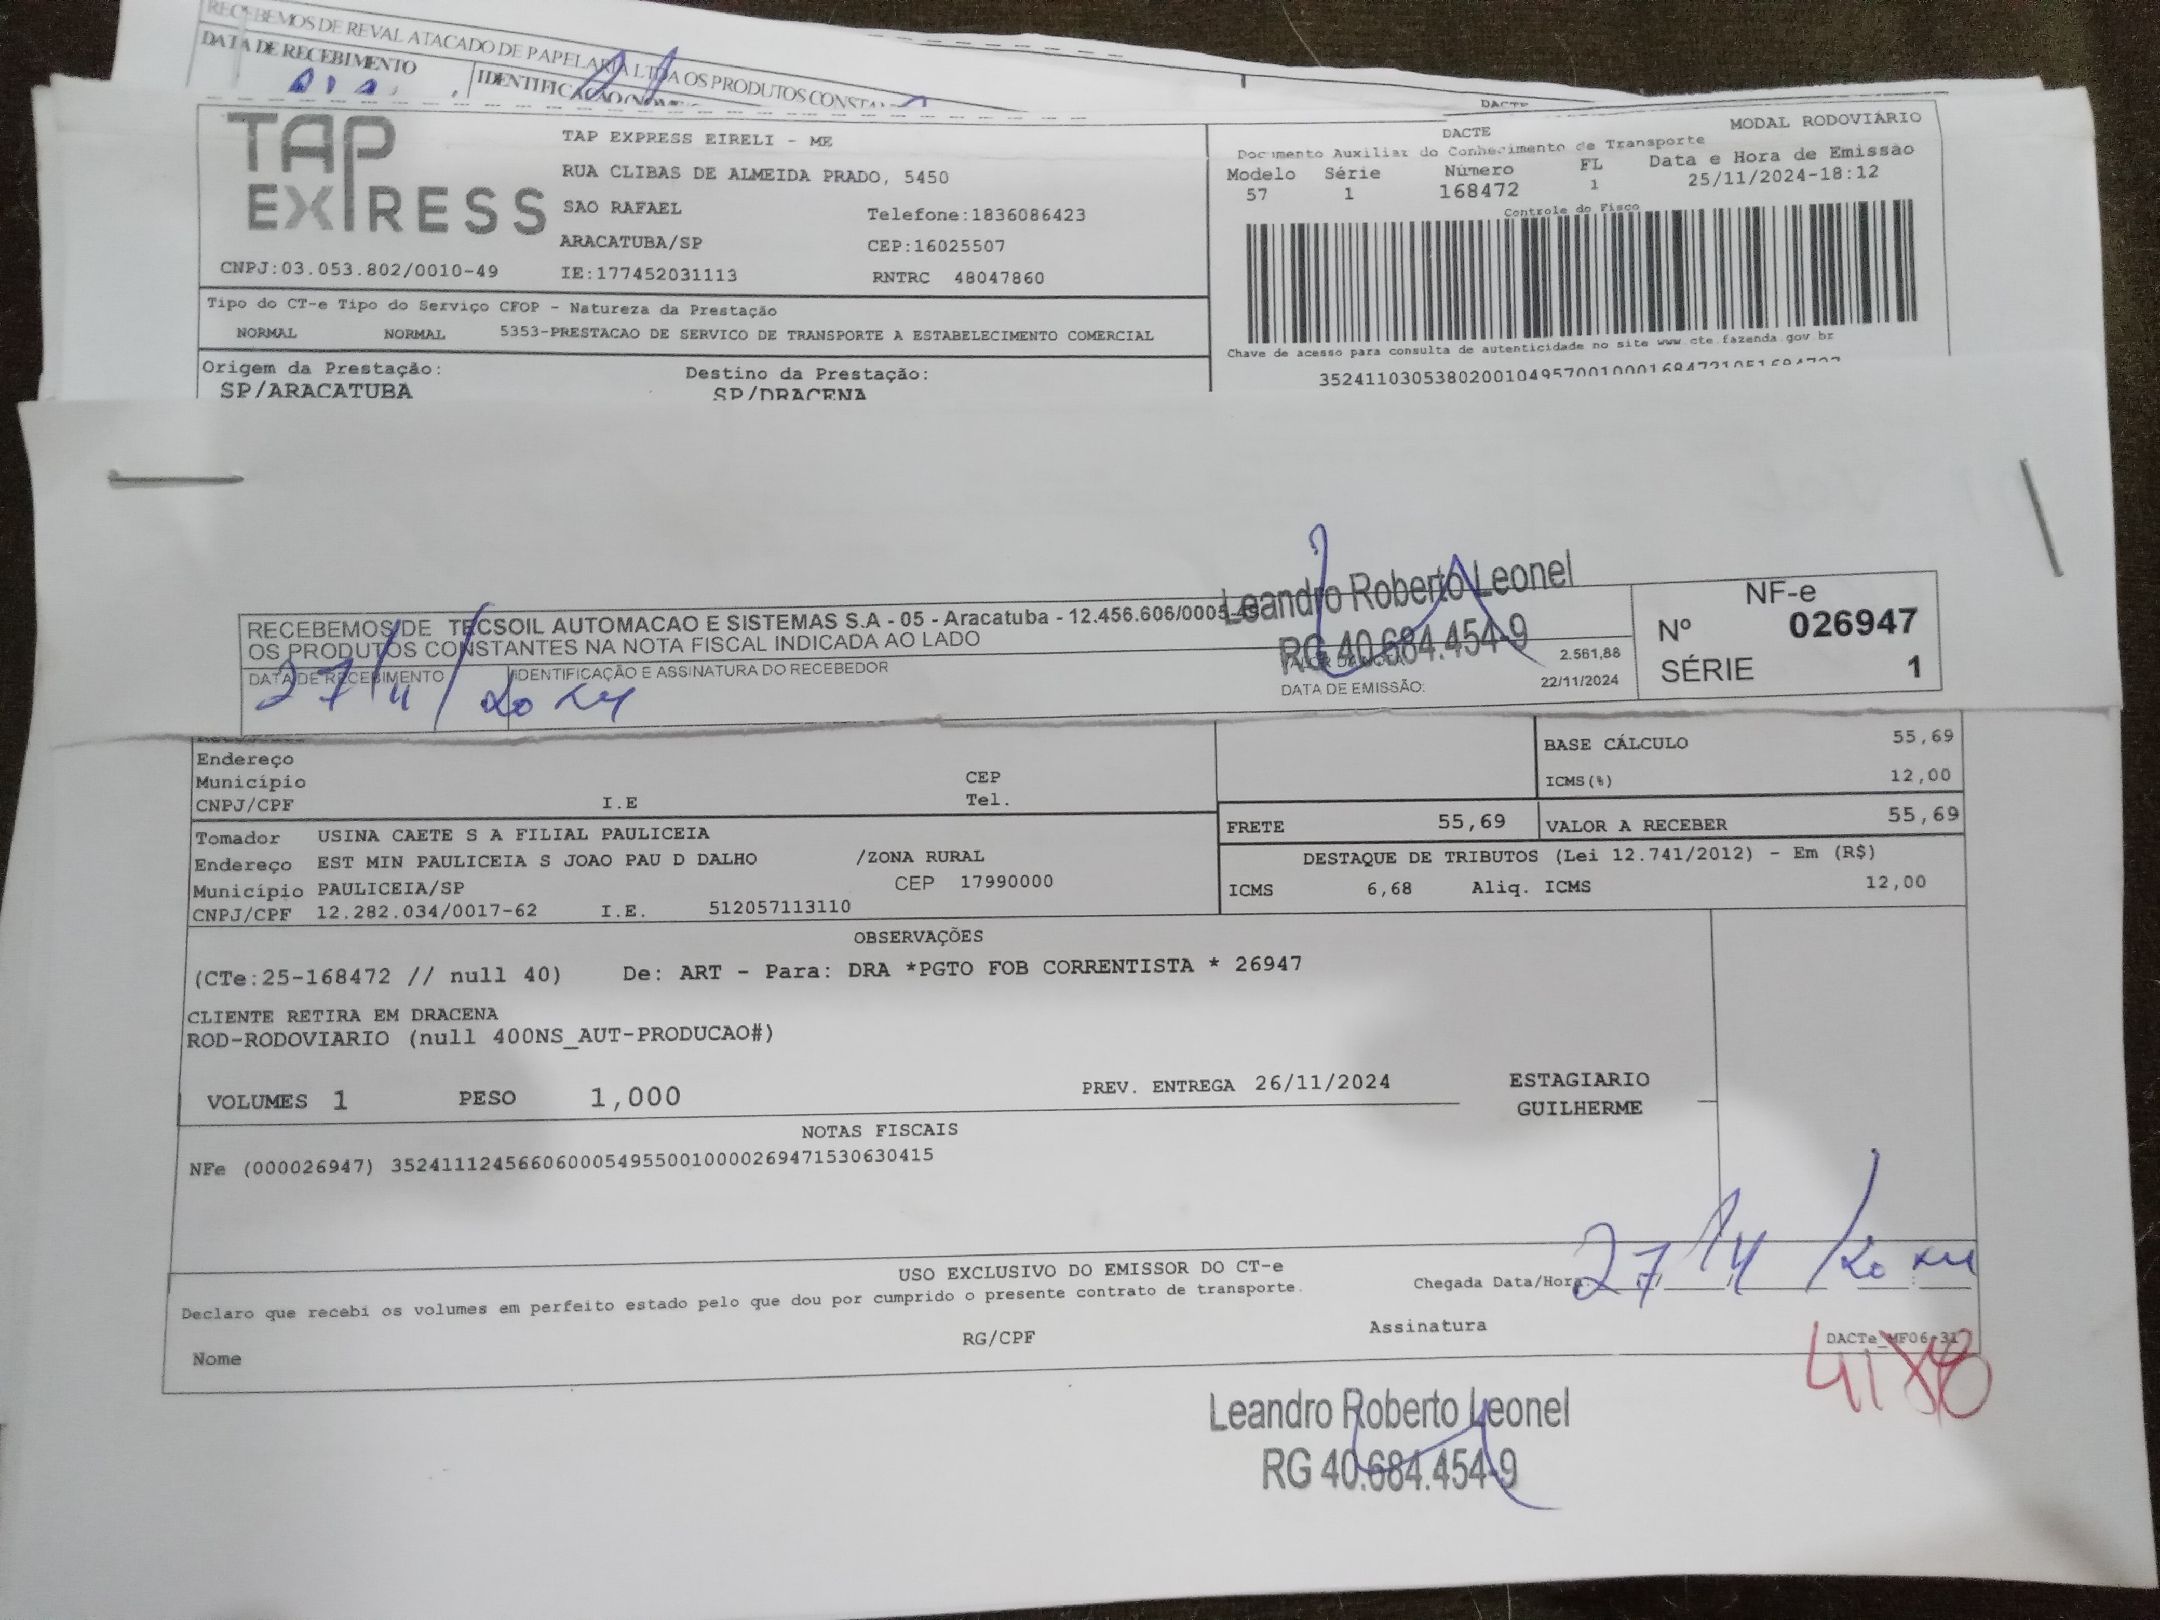 RECEBEMOS DE REVAL ATACADO DE PAPELARIA LTDA OS PRODUTOS
DATA DE RECEBIMENTO
TAP EXPRESS
TAP EXPRESS EIRELI - ME
RUA CLIBAS DE ALMEIDA PRADO, 5450
SAO RAFAEL
Telefone:1836086423
ARACATUBA/SP
CEP:16025507
CNPJ:03.053.802/0010-49
IE:177452031113
RNTRC 48047860
DACTE
MODAL RODOVIÁRIO
Documento Auxiliar do Conhecimento de Transporte
Modelo Série Número FL Data e Hora de Emissão
57 1 168472 1 25/11/2024-18:12
Controle do Fisco
Chave de acesso para consulta de autenticidade no site www.cte.fazenda.gov.br
Tipo do CT-e Tipo do Serviço CFOP - Natureza da Prestação
NORMAL NORMAL 5353-PRESTACAO DE SERVICO DE TRANSPORTE A ESTABELECIMENTO COMERCIAL
Origem da Prestação: Destino da Prestação:
SP/ARACATUBA SP/DRACENA
RECEBEMOS DE TECSOIL AUTOMACAO E SISTEMAS S.A - 05 - Aracatuba -
OS PRODUTOS CONSTANTES NA NOTA FISCAL INDICADA AO LADO
DATA DE RECEBIMENTO
IDENTIFICAÇÃO E ASSINATURA DO RECEBEDOR
27/11/2024
Leandro Roberto Leonel
RG 40.684.454-9
2.561,88
DATA DE EMISSÃO: 22/11/2024
NF-e
Nº 026947
SÉRIE 1
Endereço
Município CEP
CNPJ/CPF I.E Tel.
BASE CÁLCULO 55,69
ICMS(%) 12,00
FRETE 55,69 VALOR A RECEBER 55,69
Tomador USINA CAETE S A FILIAL PAULICEIA
Endereço EST MIN PAULICEIA S JOAO PAU D DALHO /ZONA RURAL
Município PAULICEIA/SP CEP 17990000
CNPJ/CPF 12.282.034/0017-62 I.E. 512057113110
DESTAQUE DE TRIBUTOS (Lei 12.741/2012) - Em (R$)
ICMS 6,68 Aliq. ICMS 12,00
OBSERVAÇÕES
(CTe:25-168472 // null 40) De: ART - Para: DRA *PGTO FOB CORRENTISTA * 26947
CLIENTE RETIRA EM DRACENA
ROD-RODOVIARIO (null 400NS_AUT-PRODUCAO#)
VOLUMES 1 PESO 1,000 PREV. ENTREGA 26/11/2024 ESTAGIARIO
GUILHERME
NOTAS FISCAIS
NFe (000026947) 35241112456606000549550010000269471530630415
USO EXCLUSIVO DO EMISSOR DO CT-e
Declaro que recebi os volumes em perfeito estado pelo que dou por cumprido o presente contrato de transporte.
Chegada Data/Hora: 27/11/2024
Nome RG/CPF Assinatura
Leandro Roberto Leonel
RG 40.684.454-9